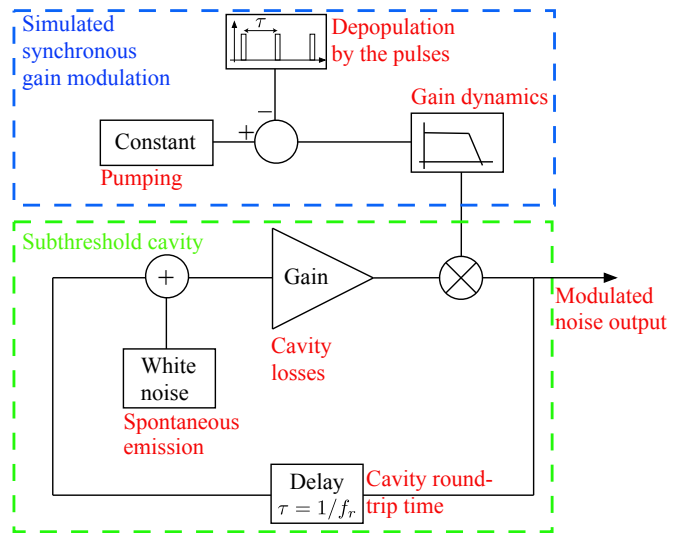 Simulated
synchronous
gain modulation
τ
Depopulation
by the pulses
−
+
Constant
Pumping
Gain dynamics
Subthreshold cavity
+
Gain
Cavity
losses
White
noise
Spontaneous
emission
Modulated
noise output
Delay
τ = 1/f_r
Cavity round-
trip time